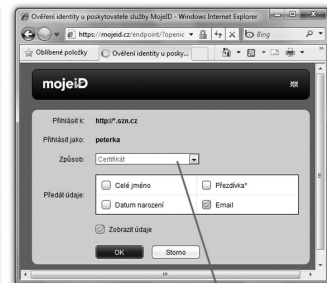 Ověření identity u poskytovatele služby MojeID - Windows Internet Explorer
https://mojeid.cz/endpoint/?openic
Bing
Oblíbené položky
Ověření identity u posky...
mojeiD
Přihlásit k: http://*.szn.cz
Přihlásit jako: peterka
Způsob: Certifikát
Předát údaje:
Celé jméno Přezdívka*
Datum narození Email
Zobrazit údaje
OK Storno